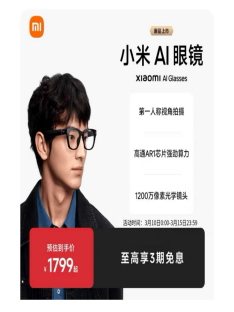 mi
新品上市
小米 AI 眼镜
xiaomi AI Glasses
第一人称视角拍摄
高通AR1芯片强劲算力
1200万像素光学镜头
活动时间：3月10日0:00-3月15日23:59
预估到手价
¥1799起
至高享3期免息